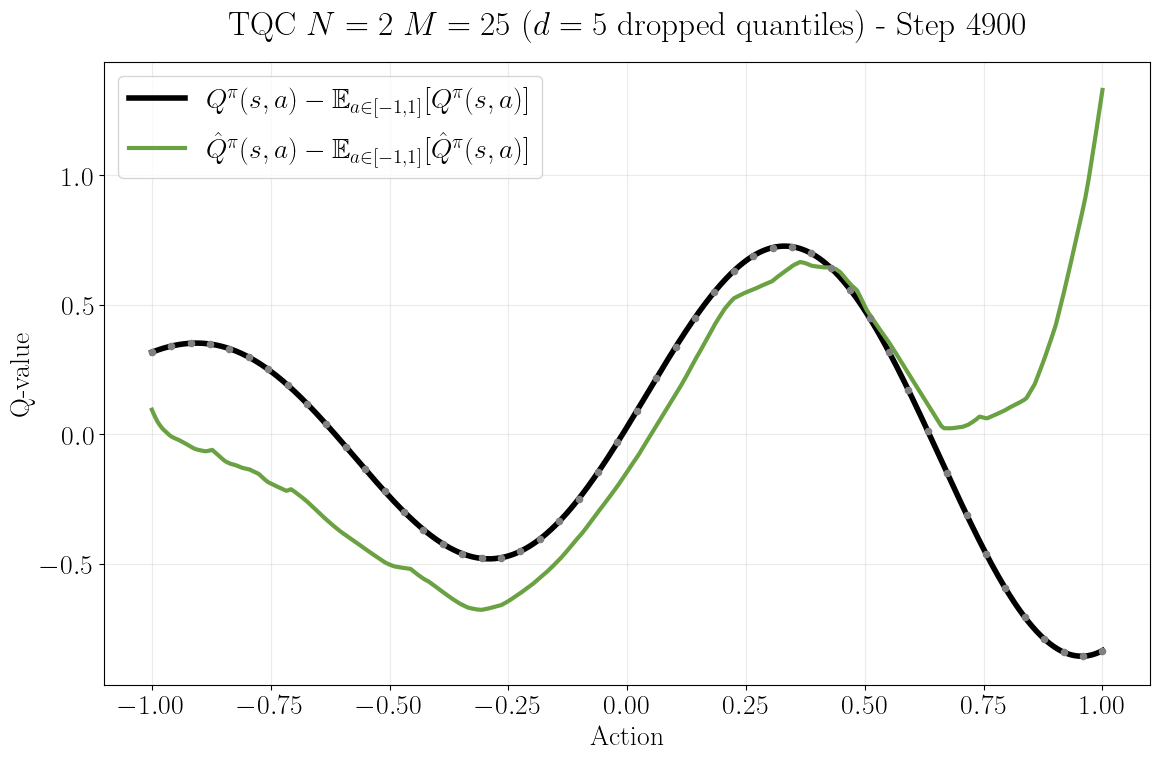 TQC N = 2 M = 25 (d = 5 dropped quantiles) - Step 4900
Q^π(s, a) − 𝔼_{a∈[−1,1]}[Q^π(s, a)]
Q̂^π(s, a) − 𝔼_{a∈[−1,1]}[Q̂^π(s, a)]
1.0
0.5
0.0
−0.5
Q-value
−1.00 −0.75 −0.50 −0.25 0.00 0.25 0.50 0.75 1.00
Action